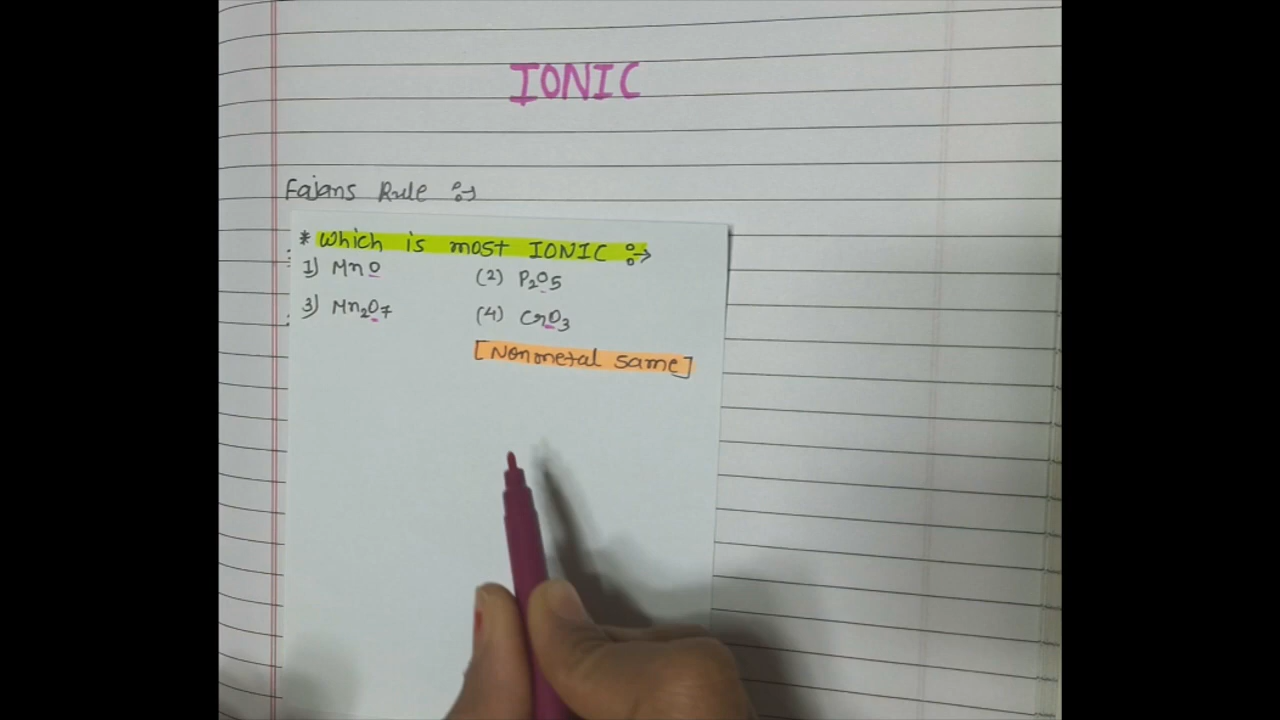 IONIC
Fajans Rule :→
* Which is most IONIC :→
1) MnO (2) P2O5
3) Mn2O7 (4) CrO3
[Nonmetal same]